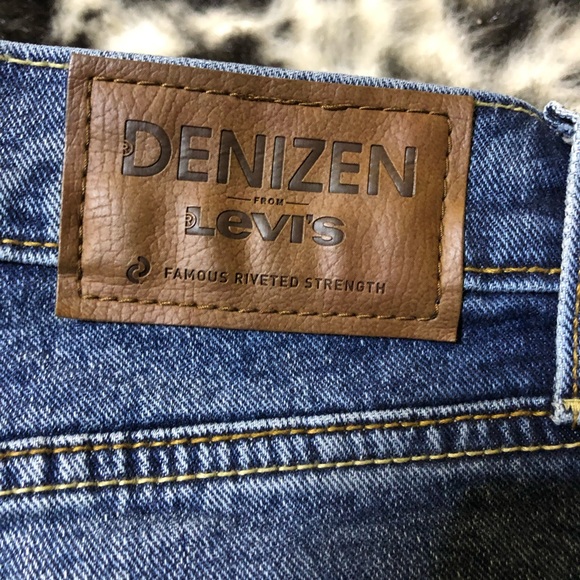 DENIZEN®
FROM
Levi's®
FAMOUS RIVETED STRENGTH